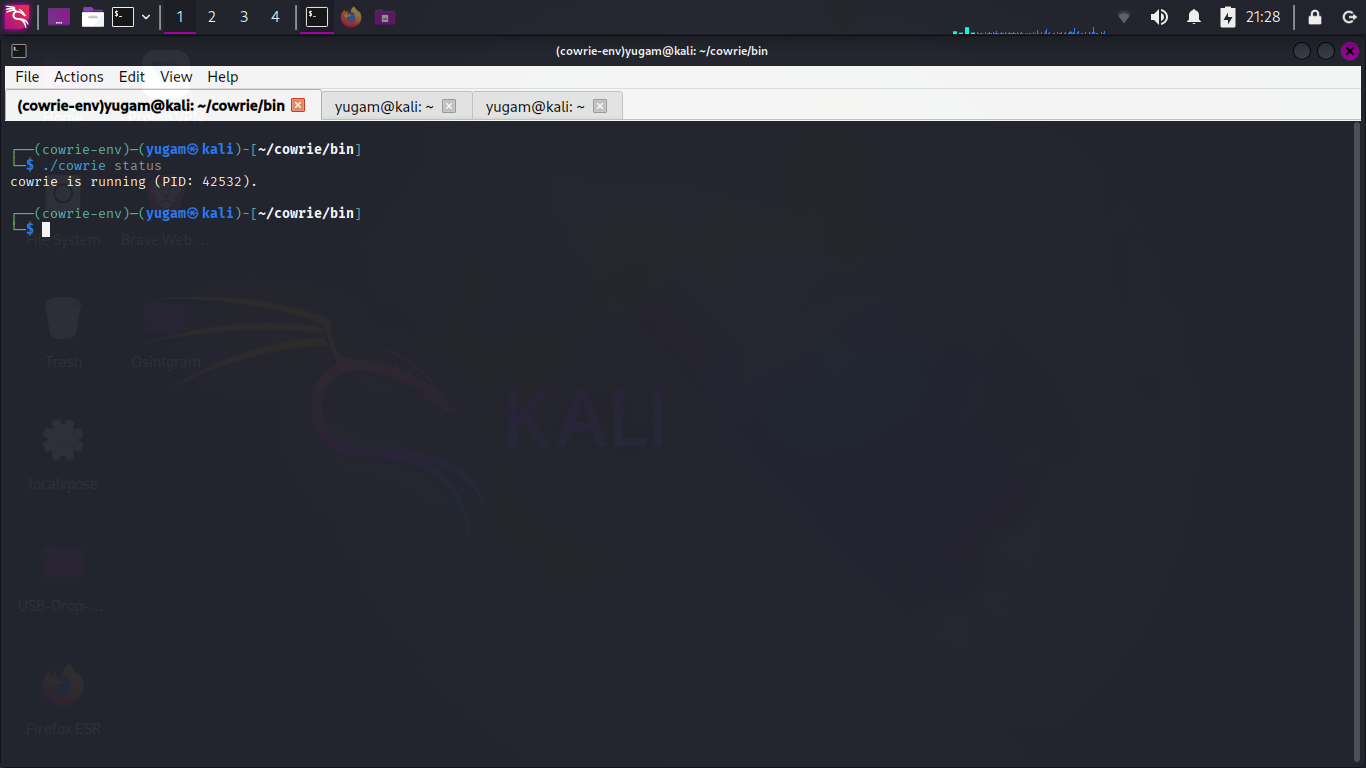 1 2 3 4 21:28
(cowrie-env)yugam@kali: ~/cowrie/bin
File Actions Edit View Help
(cowrie-env)yugam@kali: ~/cowrie/bin yugam@kali: ~ yugam@kali: ~
┌──(cowrie-env)─(yugam㉿kali)-[~/cowrie/bin]
└─$ ./cowrie status
cowrie is running (PID: 42532).
┌──(cowrie-env)─(yugam㉿kali)-[~/cowrie/bin]
└─$
File System Brave Web ...
Trash Osintgram
KALI
localxpose
USB-Drop-...
Firefox ESR